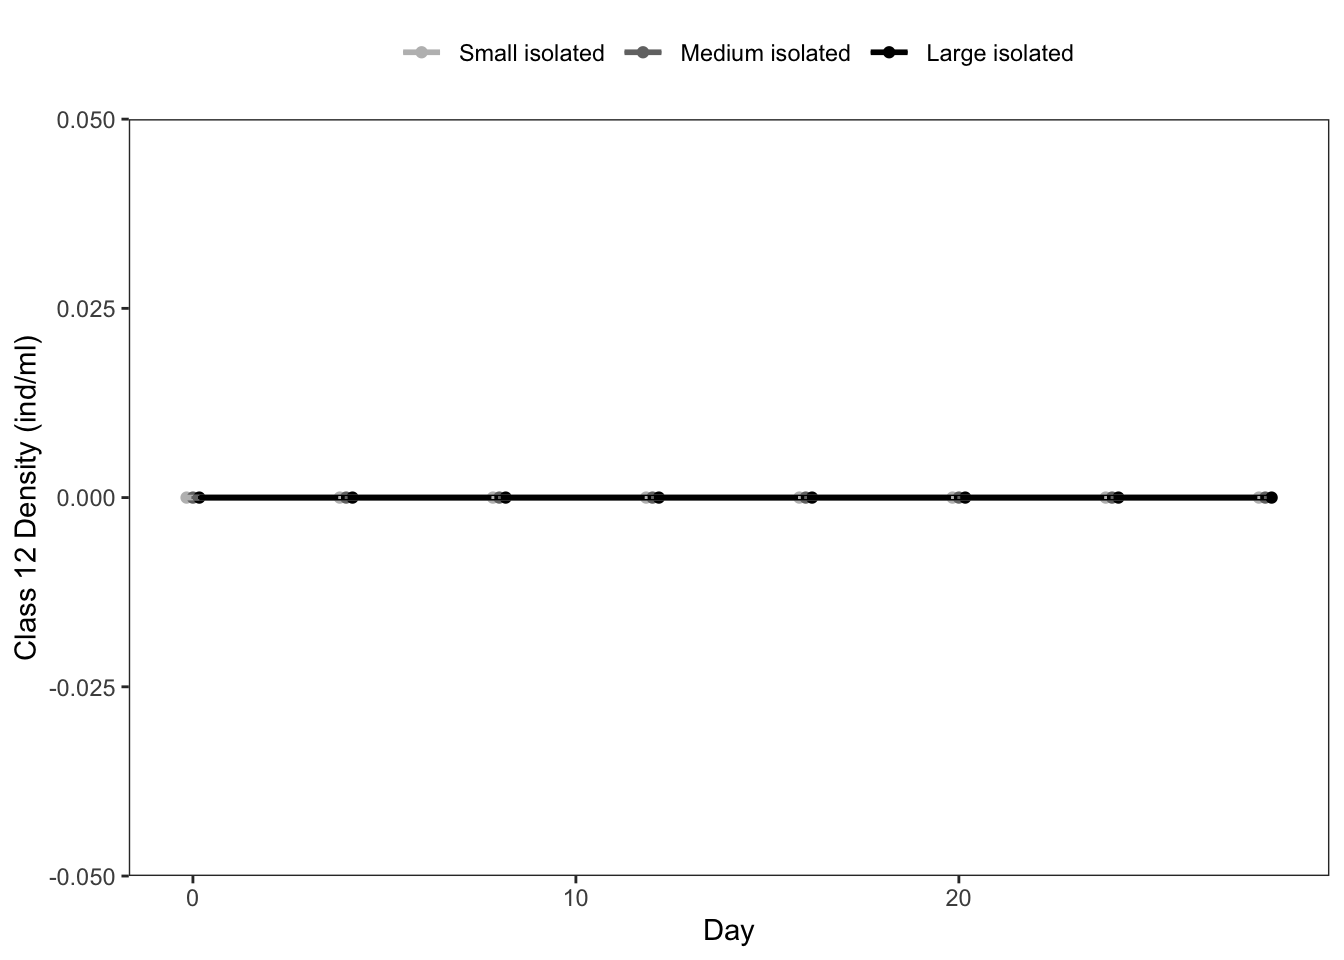 Small isolated Medium isolated Large isolated
Class 12 Density (ind/ml)
0.050
0.025
0.000
-0.025
-0.050
0 10 20
Day